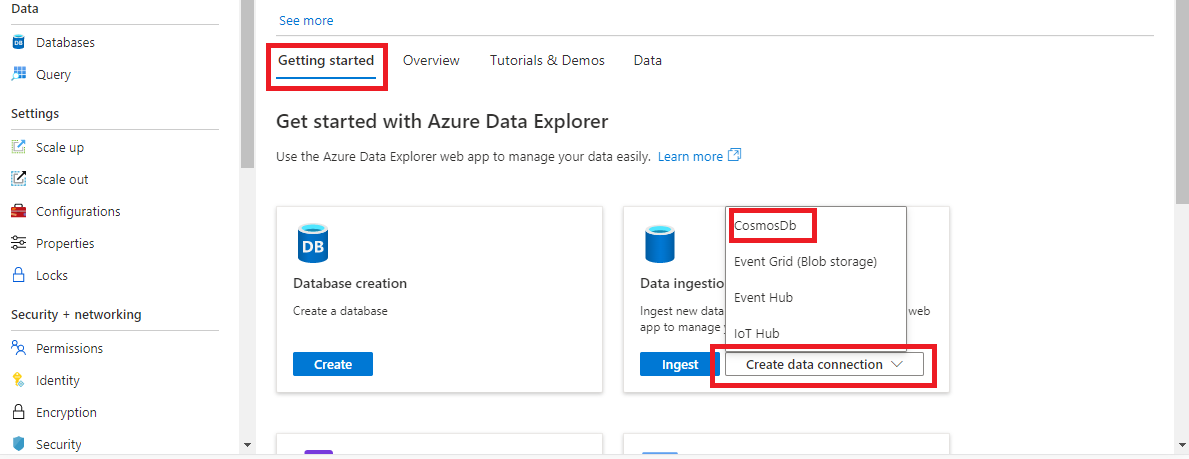 Data
Databases
Query
Settings
Scale up
Scale out
Configurations
Properties
Locks
Security + networking
Permissions
Identity
Encryption
Security
See more
Getting started Overview Tutorials & Demos Data
Get started with Azure Data Explorer
Use the Azure Data Explorer web app to manage your data easily. Learn more
DB
Database creation
Create a database
Create
Data ingestio
Ingest new data web
app to manage
Ingest
Create data connection
CosmosDb
Event Grid (Blob storage)
Event Hub
IoT Hub